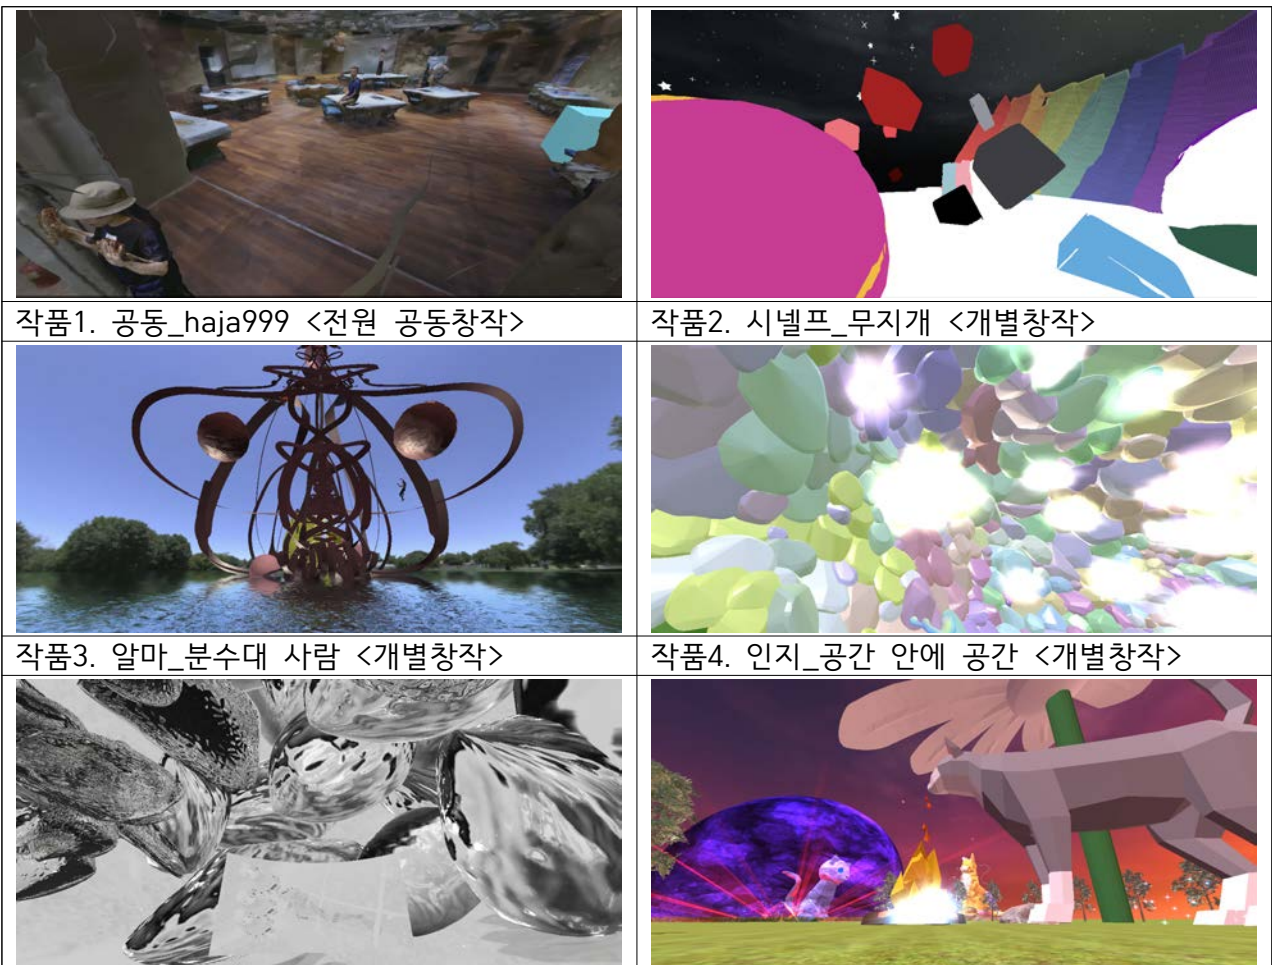 작품1. 공동_haja999 <전원 공동창작>
작품2. 시넬프_무지개 <개별창작>
작품3. 알마_분수대 사람 <개별창작>
작품4. 인지_공간 안에 공간 <개별창작>